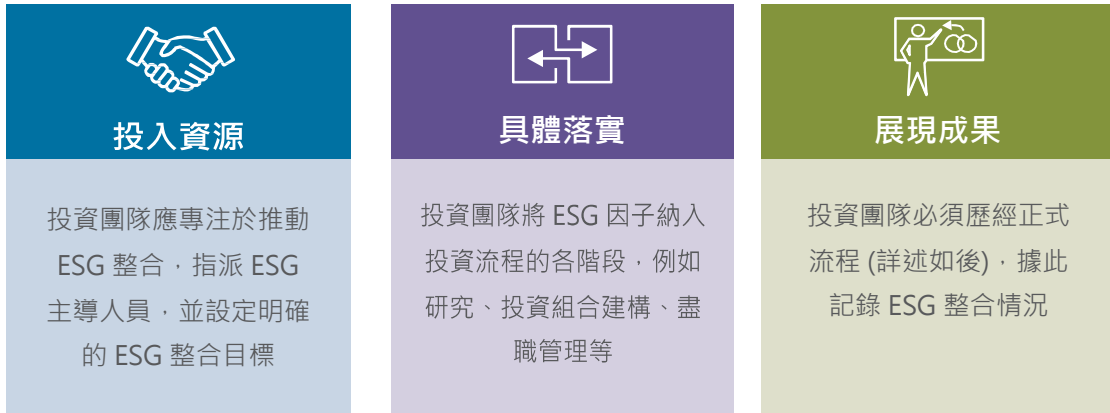 投入資源
投資團隊應專注於推動
ESG 整合，指派 ESG
主導人員，並設定明確
的 ESG 整合目標
具體落實
投資團隊將 ESG 因子納入
投資流程的各階段，例如
研究、投資組合建構、盡
職管理等
展現成果
投資團隊必須歷經正式
流程 (詳述如後)，據此
記錄 ESG 整合情況